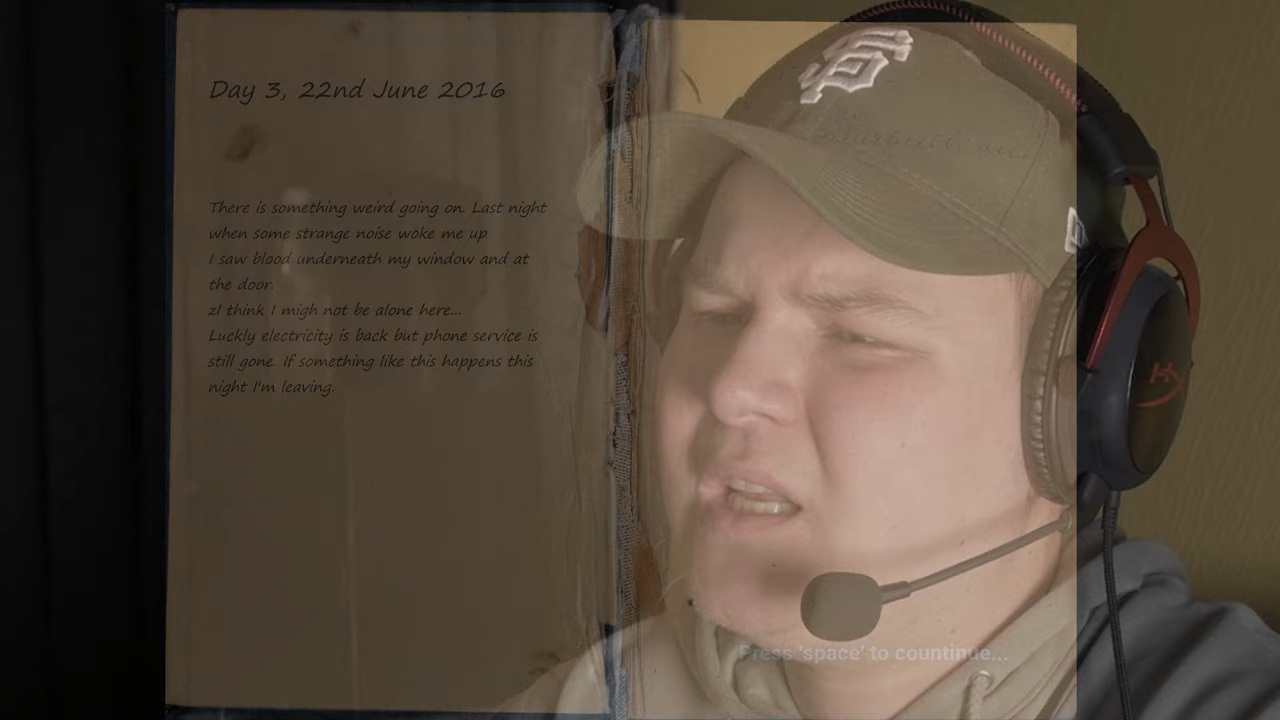 Day 3, 22nd June 2016
There is something weird going on. Last night
when some strange noise woke me up
I saw blood underneath my window and at
the door.
zI think I migh not be alone here...
Luckly electricity is back but phone service is
still gone. If something like this happens this
night I'm leaving.
SF
HX
Press 'space' to countinue...